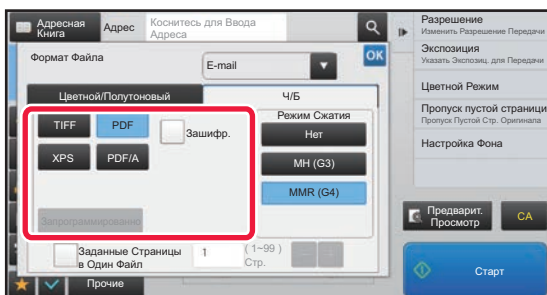 Адресная
Книга
Адрес
Коснитесь для Ввода
Адреса
Формат Файла
E-mail
OK
Цветной/Полутоновый
Ч/Б
TIFF
PDF
Зашифр.
XPS
PDF/A
Запрограммированно
Режим Сжатия
Нет
MH (G3)
MMR (G4)
Заданные Страницы
в Один Файл
1
(1~99)
Стр.
Прочие
Разрешение
Изменить Разрешение Передачи
Экспозиция
Указать Экспозиц. для Передачи
Цветной Режим
Пропуск пустой страници
Пропуск Пустой Стр. Оригинала
Настройка Фона
Предварит.
Просмотр
CA
Старт